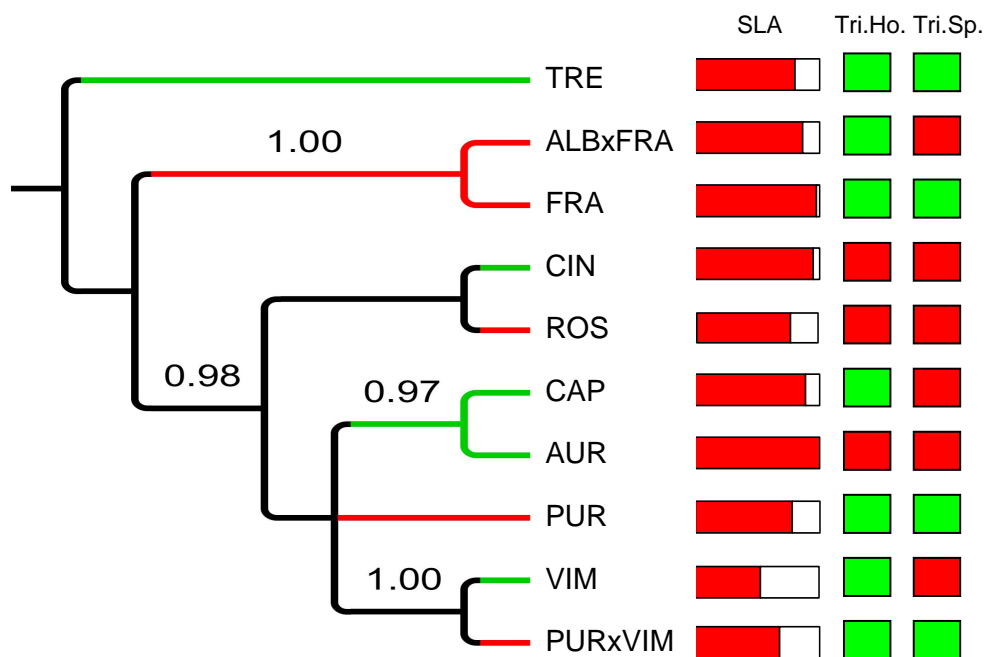 SLA Tri.Ho. Tri.Sp.
TRE
1.00 ALBxFRA
FRA
CIN
ROS
0.98 0.97 CAP
AUR
PUR
1.00 VIM
PURxVIM